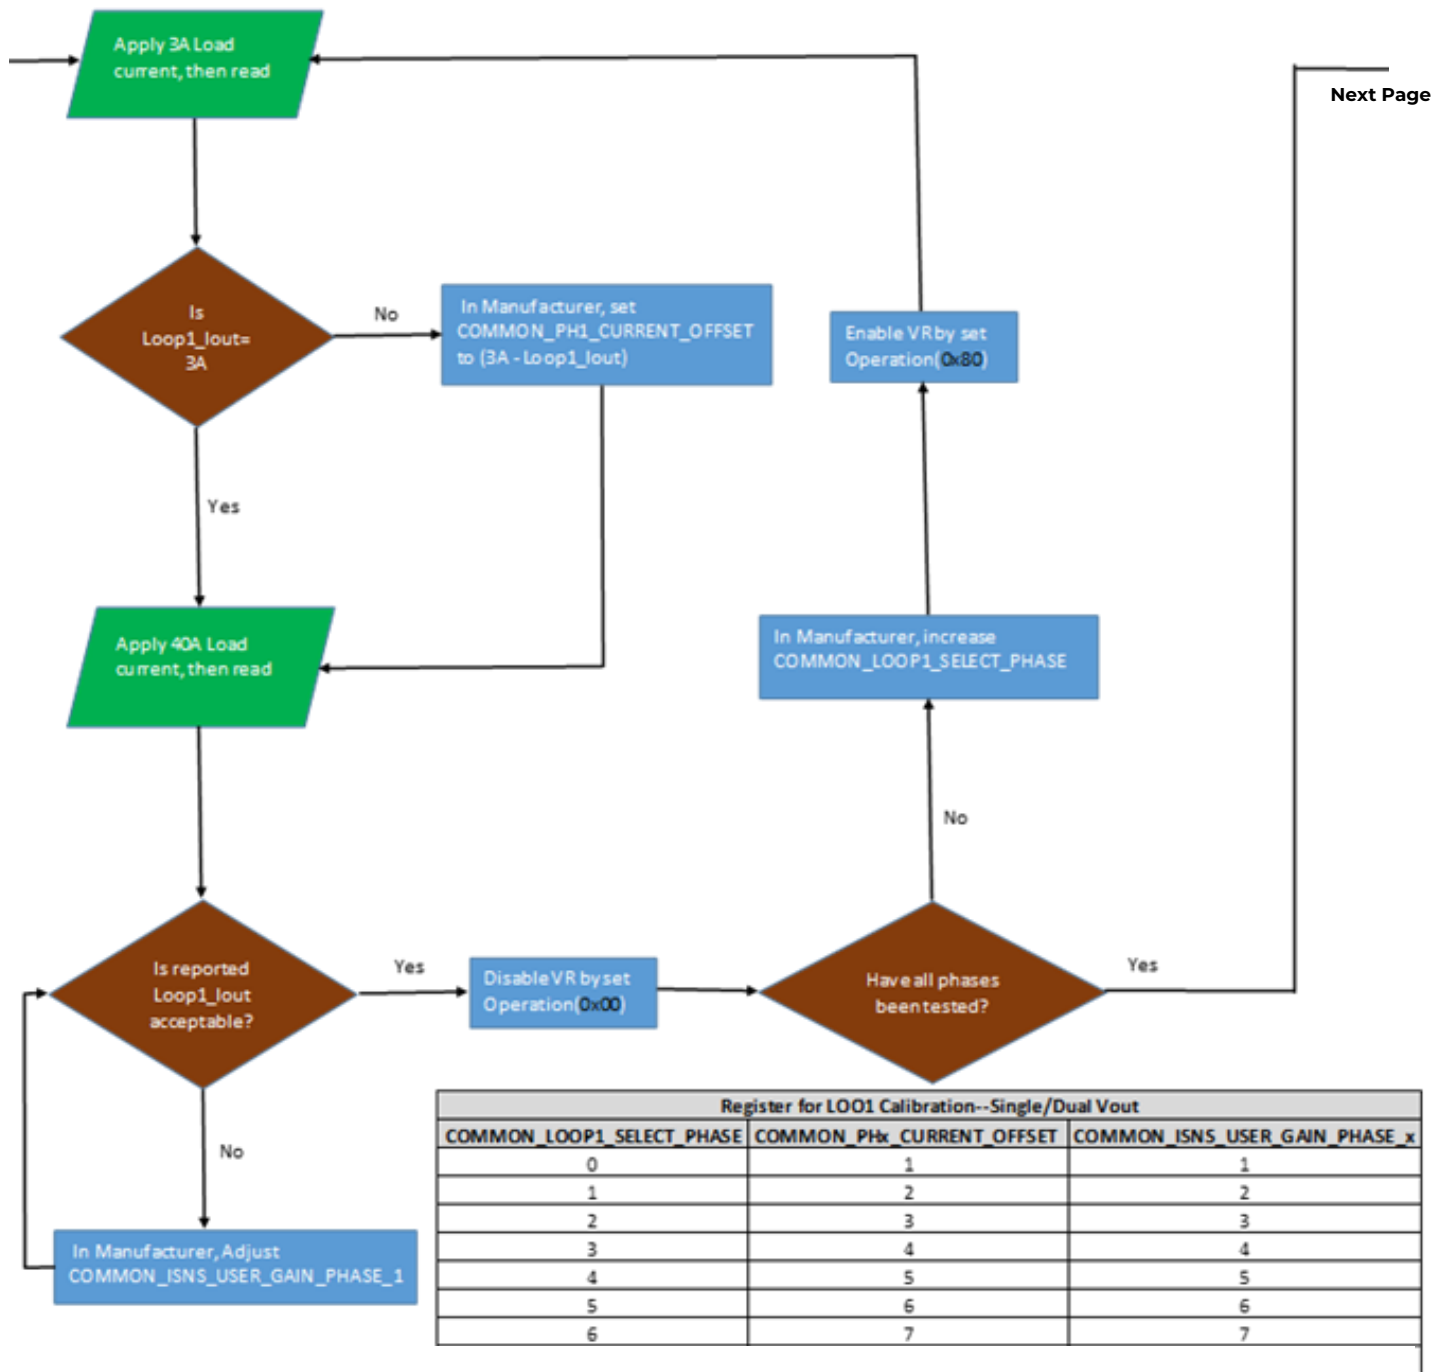 Apply 3A Load
current, then read
Next Page
Is
Loop1_Iout=
3A
No
In Manufacturer, set
COMMON_PH1_CURRENT_OFFSET
to (3A - Loop1_Iout)
Enable VR by set
Operation(0x80)
Yes
Apply 40A Load
current, then read
In Manufacturer, increase
COMMON_LOOP1_SELECT_PHASE
No
Is reported
Loop1_Iout
acceptable?
Yes
Disable VR by set
Operation(0x00)
Have all phases
been tested?
Yes
No
In Manufacturer, Adjust
COMMON_ISNS_USER_GAIN_PHASE_1
Register for LOO1 Calibration--Single/Dual Vout
COMMON_LOOP1_SELECT_PHASE COMMON_PHx_CURRENT_OFFSET COMMON_ISNS_USER_GAIN_PHASE_x
0 1 1
1 2 2
2 3 3
3 4 4
4 5 5
5 6 6
6 7 7